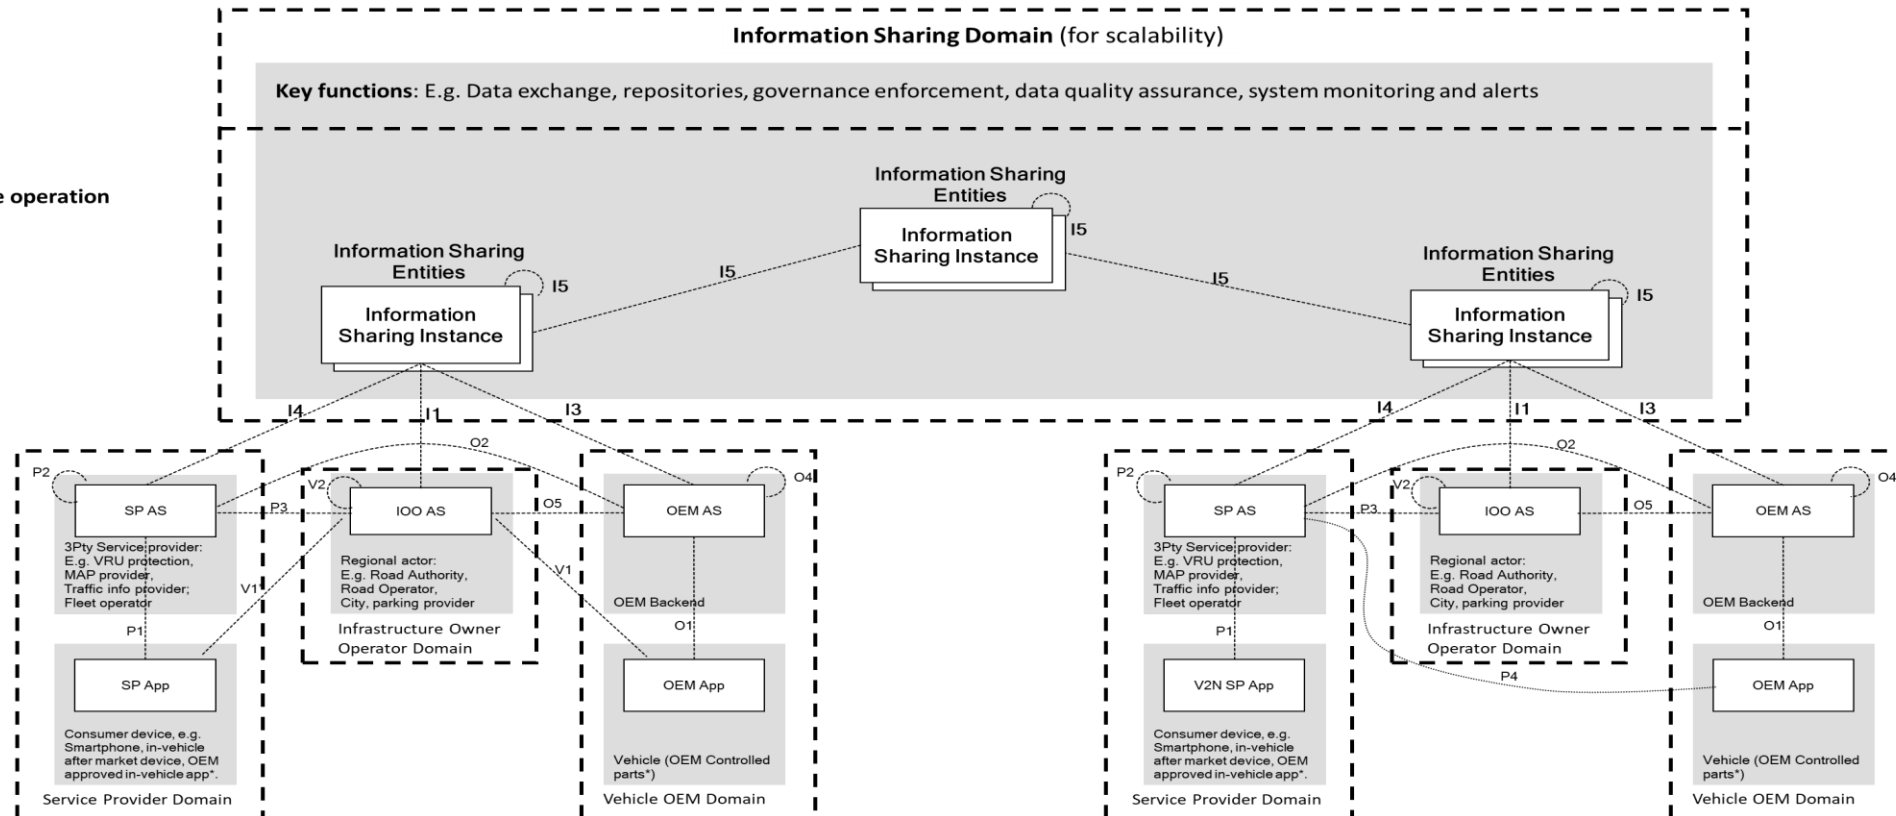 Information Sharing Domain (for scalability)
Key functions: E.g. Data exchange, repositories, governance enforcement, data quality assurance, system monitoring and alerts
operation
Information Sharing
Entities
I5
Information
Sharing Instance
Information Sharing
Entities
I5
Information
Sharing Instance
I5
I5
Information Sharing
Entities
I5
Information
Sharing Instance
I4
I1
I3
I4
I1
I3
P2
SP AS
3Pty Service provider:
E.g. VRU protection,
MAP provider,
Traffic info provider;
Fleet operator
P1
SP App
Consumer device, e.g.
Smartphone, in-vehicle
after market device, OEM
approved in-vehicle app*.
Service Provider Domain
O2
P3
V1'
V2
IOO AS
Regional actor:
E.g. Road Authority,
Road Operator,
City, parking provider
Infrastructure Owner
Operator Domain
O5
V1
O4
OEM AS
OEM Backend
O1
OEM App
Vehicle (OEM Controlled
parts*)
Vehicle OEM Domain
P2
SP AS
3Pty Service provider:
E.g. VRU protection,
MAP provider,
Traffic info provider;
Fleet operator
P1
V2N SP App
Consumer device, e.g.
Smartphone, in-vehicle
after market device, OEM
approved in-vehicle app*.
Service Provider Domain
O2
P3
V2
IOO AS
Regional actor:
E.g. Road Authority,
Road Operator,
City, parking provider
Infrastructure Owner
Operator Domain
P4
O5
O4
OEM AS
OEM Backend
O1
OEM App
Vehicle (OEM Controlled
parts*)
Vehicle OEM Domain